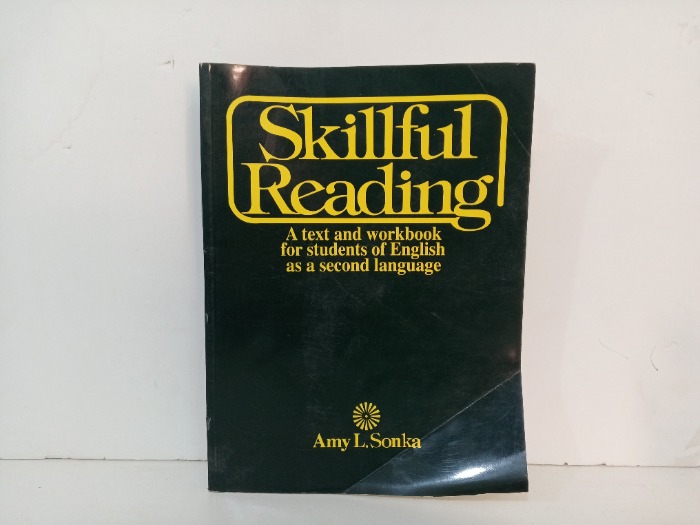 Skillful
Reading
A text and workbook
for students of English
as a second language
Amy L. Sonka